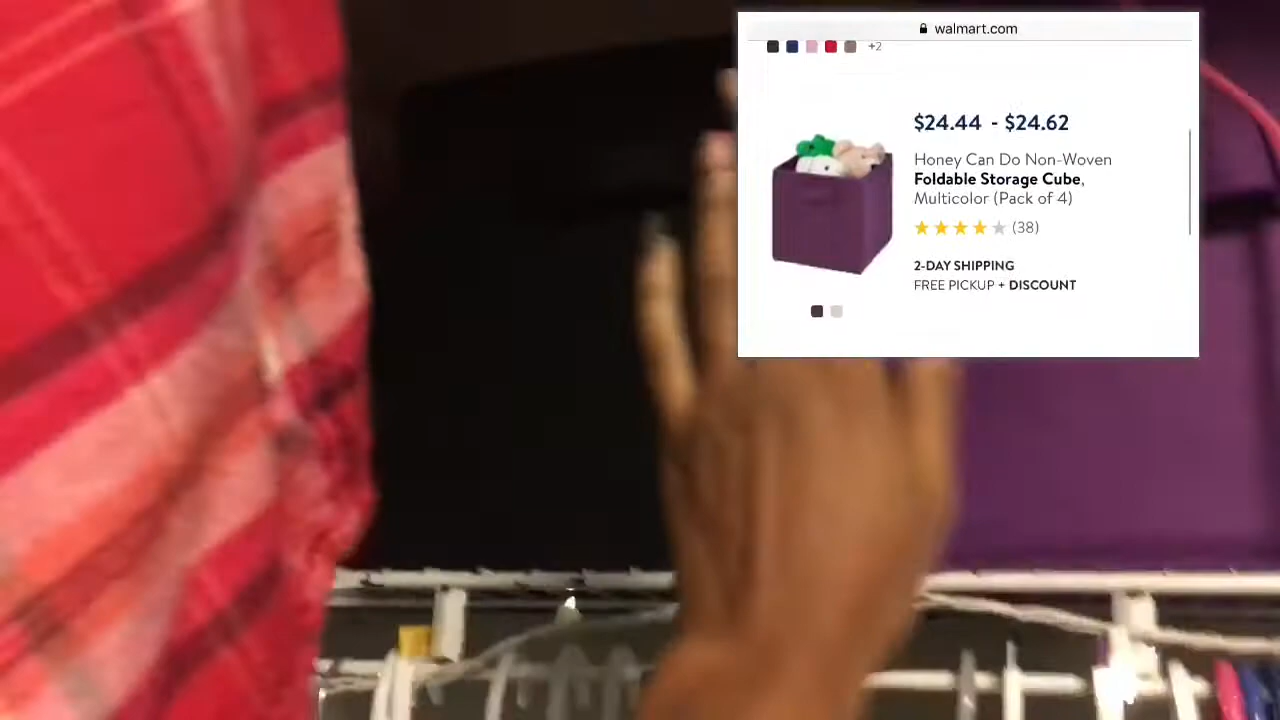 walmart.com
+2
$24.44 - $24.62
Honey Can Do Non-Woven
Foldable Storage Cube,
Multicolor (Pack of 4)
(38)
2-DAY SHIPPING
FREE PICKUP + DISCOUNT